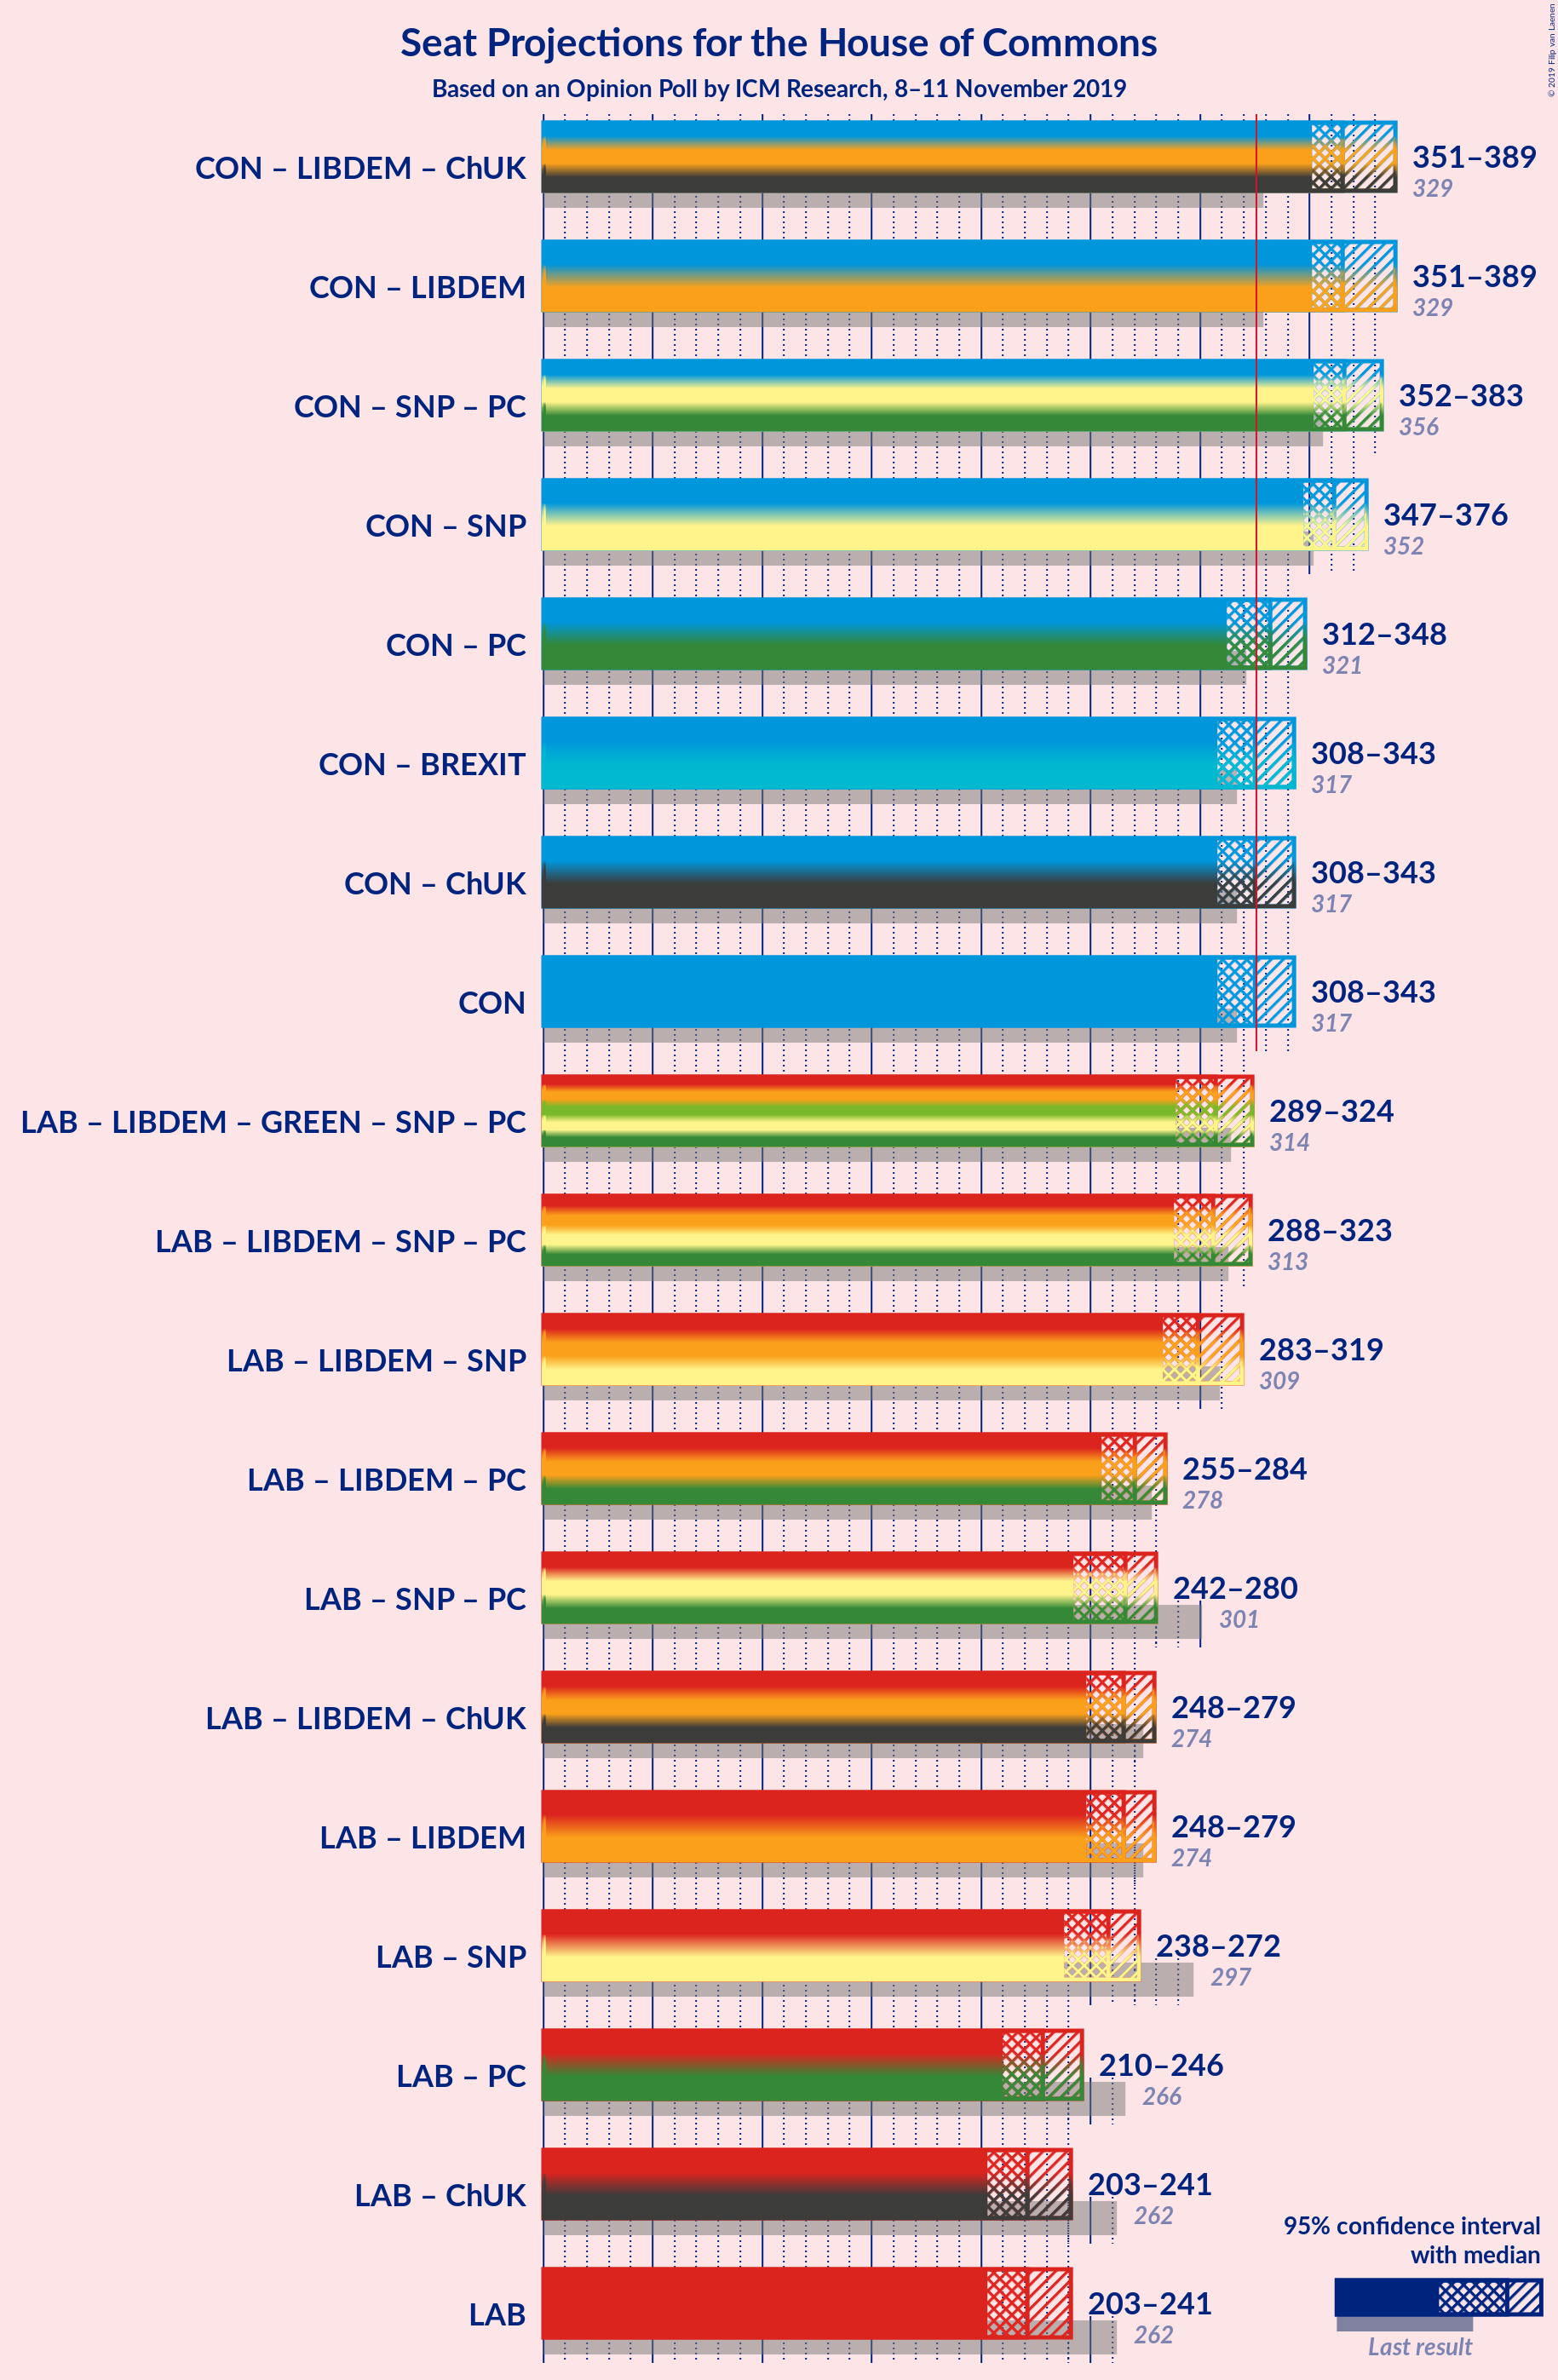 Seat Projections for the House of Commons
Based on an Opinion Poll by ICM Research, 8–11 November 2019
© 2019 Filip van Laenen
CON – LIBDEM – ChUK
351–389
329
CON – LIBDEM
351–389
329
CON – SNP – PC
352–383
356
CON – SNP
347–376
352
CON – PC
312–348
321
CON – BREXIT
308–343
317
CON – ChUK
308–343
317
CON
308–343
317
LAB – LIBDEM – GREEN – SNP – PC
289–324
314
LAB – LIBDEM – SNP – PC
288–323
313
LAB – LIBDEM – SNP
283–319
309
LAB – LIBDEM – PC
255–284
278
LAB – SNP – PC
242–280
301
LAB – LIBDEM – ChUK
248–279
274
LAB – LIBDEM
248–279
274
LAB – SNP
238–272
297
LAB – PC
210–246
266
LAB – ChUK
203–241
262
LAB
203–241
262
95% confidence interval
with median
Last result